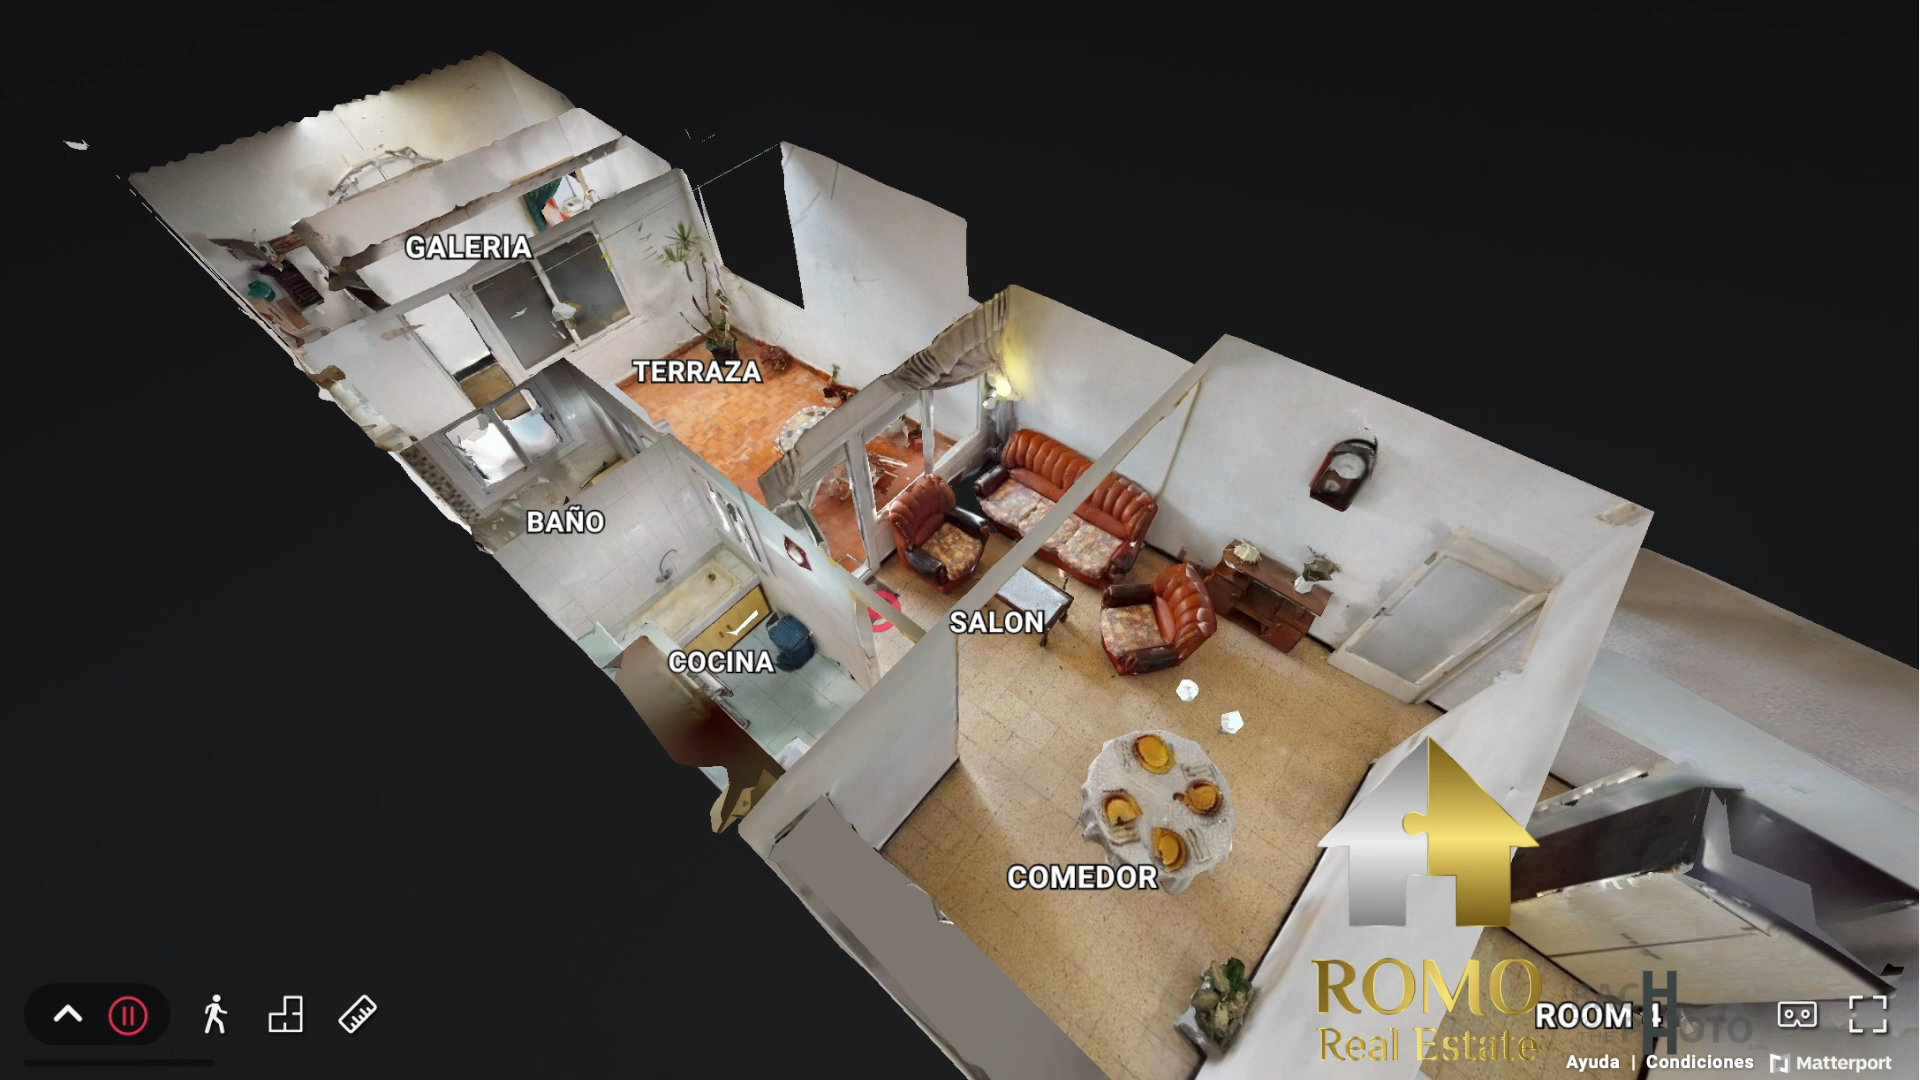 GALERIA
TERRAZA
BAÑO
SALON
COCINA
COMEDOR
ROMO
Real Estate
ROOM
Ayuda | Condiciones Matterport